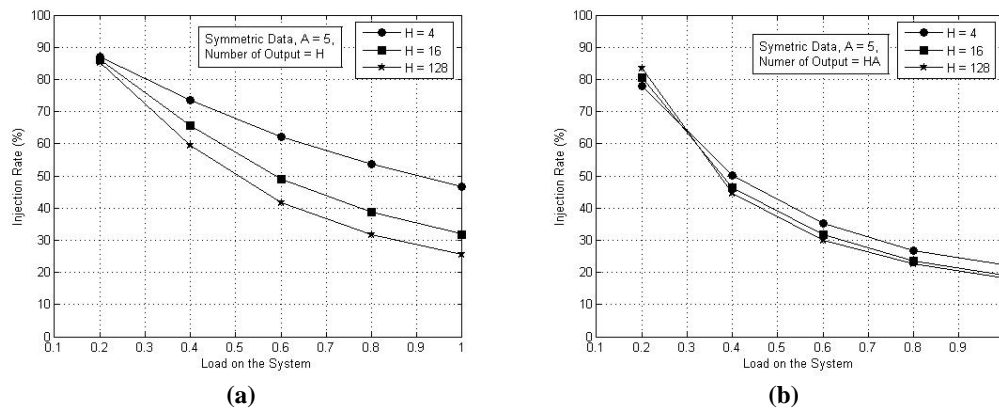 100
90
80
70
60
50
40
30
20
10
0
Injection Rate (%)
Symmetric Data, A = 5,
Number of Output = H
H = 4
H = 16
H = 128
0.1 0.2 0.3 0.4 0.5 0.6 0.7 0.8 0.9 1
Load on the System
(a)
100
90
80
70
60
50
40
30
20
10
0
Injection Rate (%)
Symetric Data, A = 5,
Numer of Output = HA
H = 4
H = 16
H = 128
0.1 0.2 0.3 0.4 0.5 0.6 0.7 0.8 0.9
Load on the System
(b)